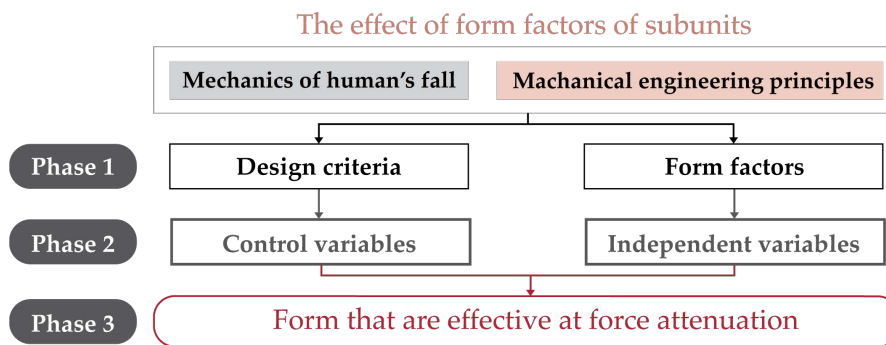 The effect of form factors of subunits
Mechanics of human's fall
Machanical engineering principles
Phase 1
Design criteria
Form factors
Phase 2
Control variables
Independent variables
Phase 3
Form that are effective at force attenuation